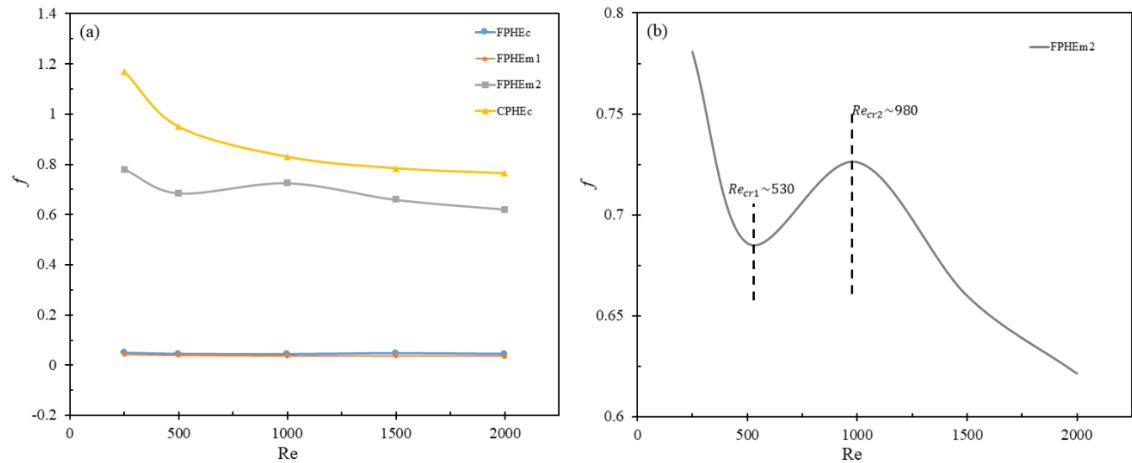 (a)
FPHEc
FPHEm1
FPHEm2
CPHEc
1.4
1.2
1
0.8
0.6
0.4
0.2
0
-0.2
f
0 500 1000 1500 2000
Re
(b)
FPHEm2
Re_cr2~980
Re_cr1~530
0.8
0.75
0.7
0.65
0.6
f
0 500 1000 1500 2000
Re